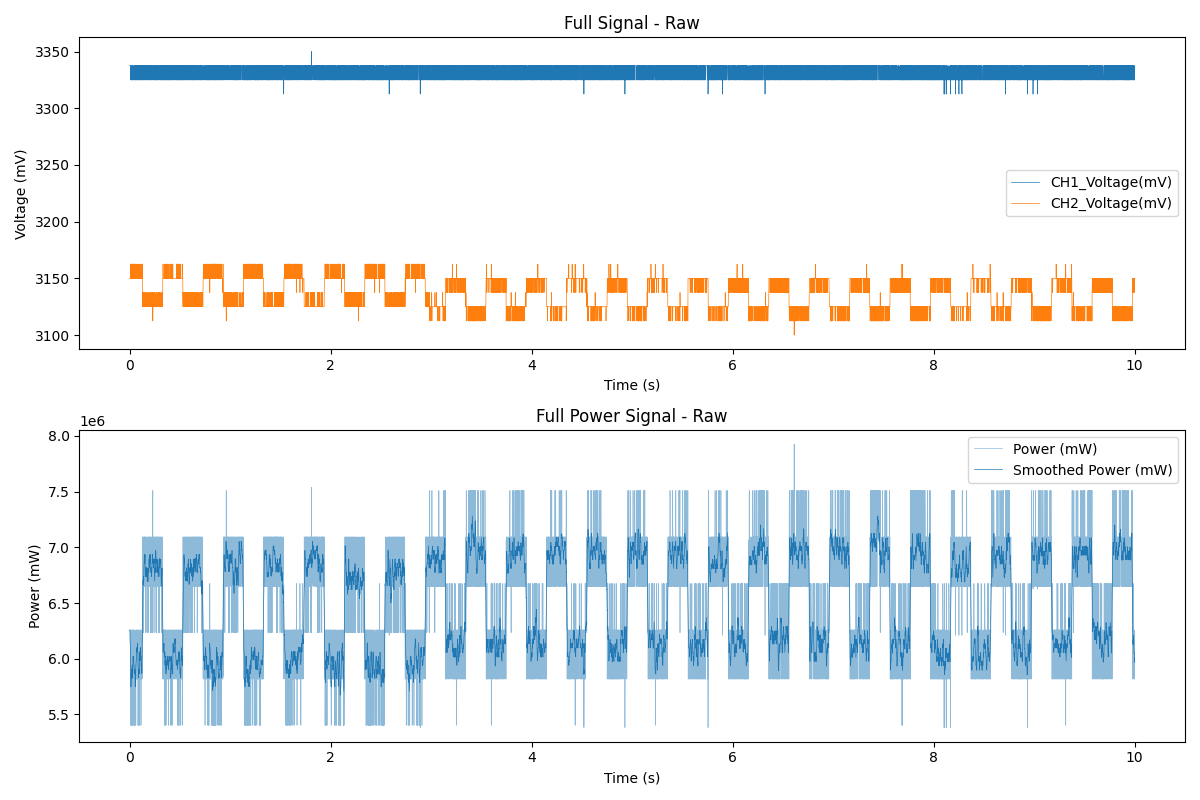 Full Signal - Raw
Voltage (mV)
3350
3300
3250
3200
3150
3100
CH1_Voltage(mV)
CH2_Voltage(mV)
0 2 4 6 8 10
Time (s)
Full Power Signal - Raw
1e6
Power (mW)
8.0
7.5
7.0
6.5
6.0
5.5
Power (mW)
Smoothed Power (mW)
0 2 4 6 8 10
Time (s)